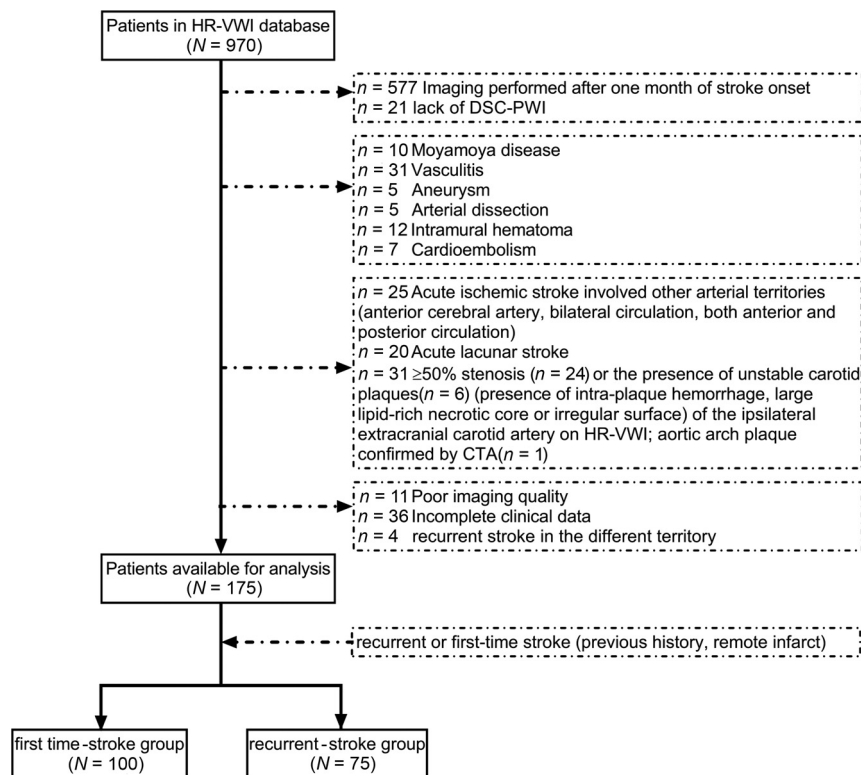 Patients in HR-VWI database
(N = 970)
n = 577 Imaging performed after one month of stroke onset
n = 21 lack of DSC-PWI
n = 10 Moyamoya disease
n = 31 Vasculitis
n = 5 Aneurysm
n = 5 Arterial dissection
n = 12 Intramural hematoma
n = 7 Cardioembolism
n = 25 Acute ischemic stroke involved other arterial territories
(anterior cerebral artery, bilateral circulation, both anterior and
posterior circulation)
n = 20 Acute lacunar stroke
n = 31 ≥50% stenosis (n = 24) or the presence of unstable carotid
plaques(n = 6) (presence of intra-plaque hemorrhage, large
lipid-rich necrotic core or irregular surface) of the ipsilateral
extracranial carotid artery on HR-VWI; aortic arch plaque
confirmed by CTA(n = 1)
n = 11 Poor imaging quality
n = 36 Incomplete clinical data
n = 4 recurrent stroke in the different territory
Patients available for analysis
(N = 175)
recurrent or first-time stroke (previous history, remote infarct)
first time-stroke group
(N = 100)
recurrent-stroke group
(N = 75)